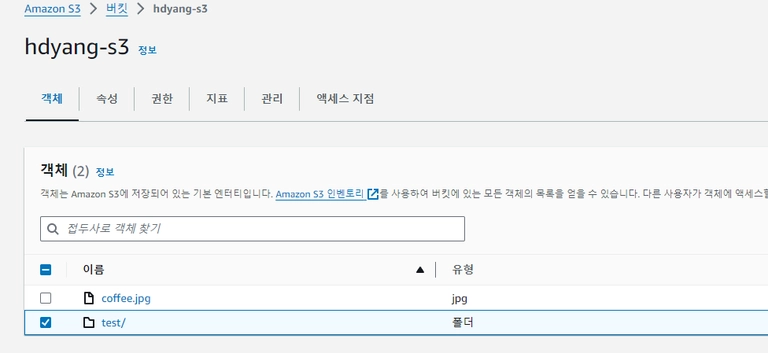 Amazon S3 > 버킷 > hdyang-s3
hdyang-s3 정보
객체 속성 권한 지표 관리 액세스 지점
객체 (2) 정보
객체는 Amazon S3에 저장되어 있는 기본 엔터티입니다. Amazon S3 인벤토리를 사용하여 버킷에 있는 모든 객체의 목록을 얻을 수 있습니다. 다른 사용자가 객체에 액세스할
접두사로 객체 찾기
이름 유형
coffee.jpg jpg
test/ 폴더